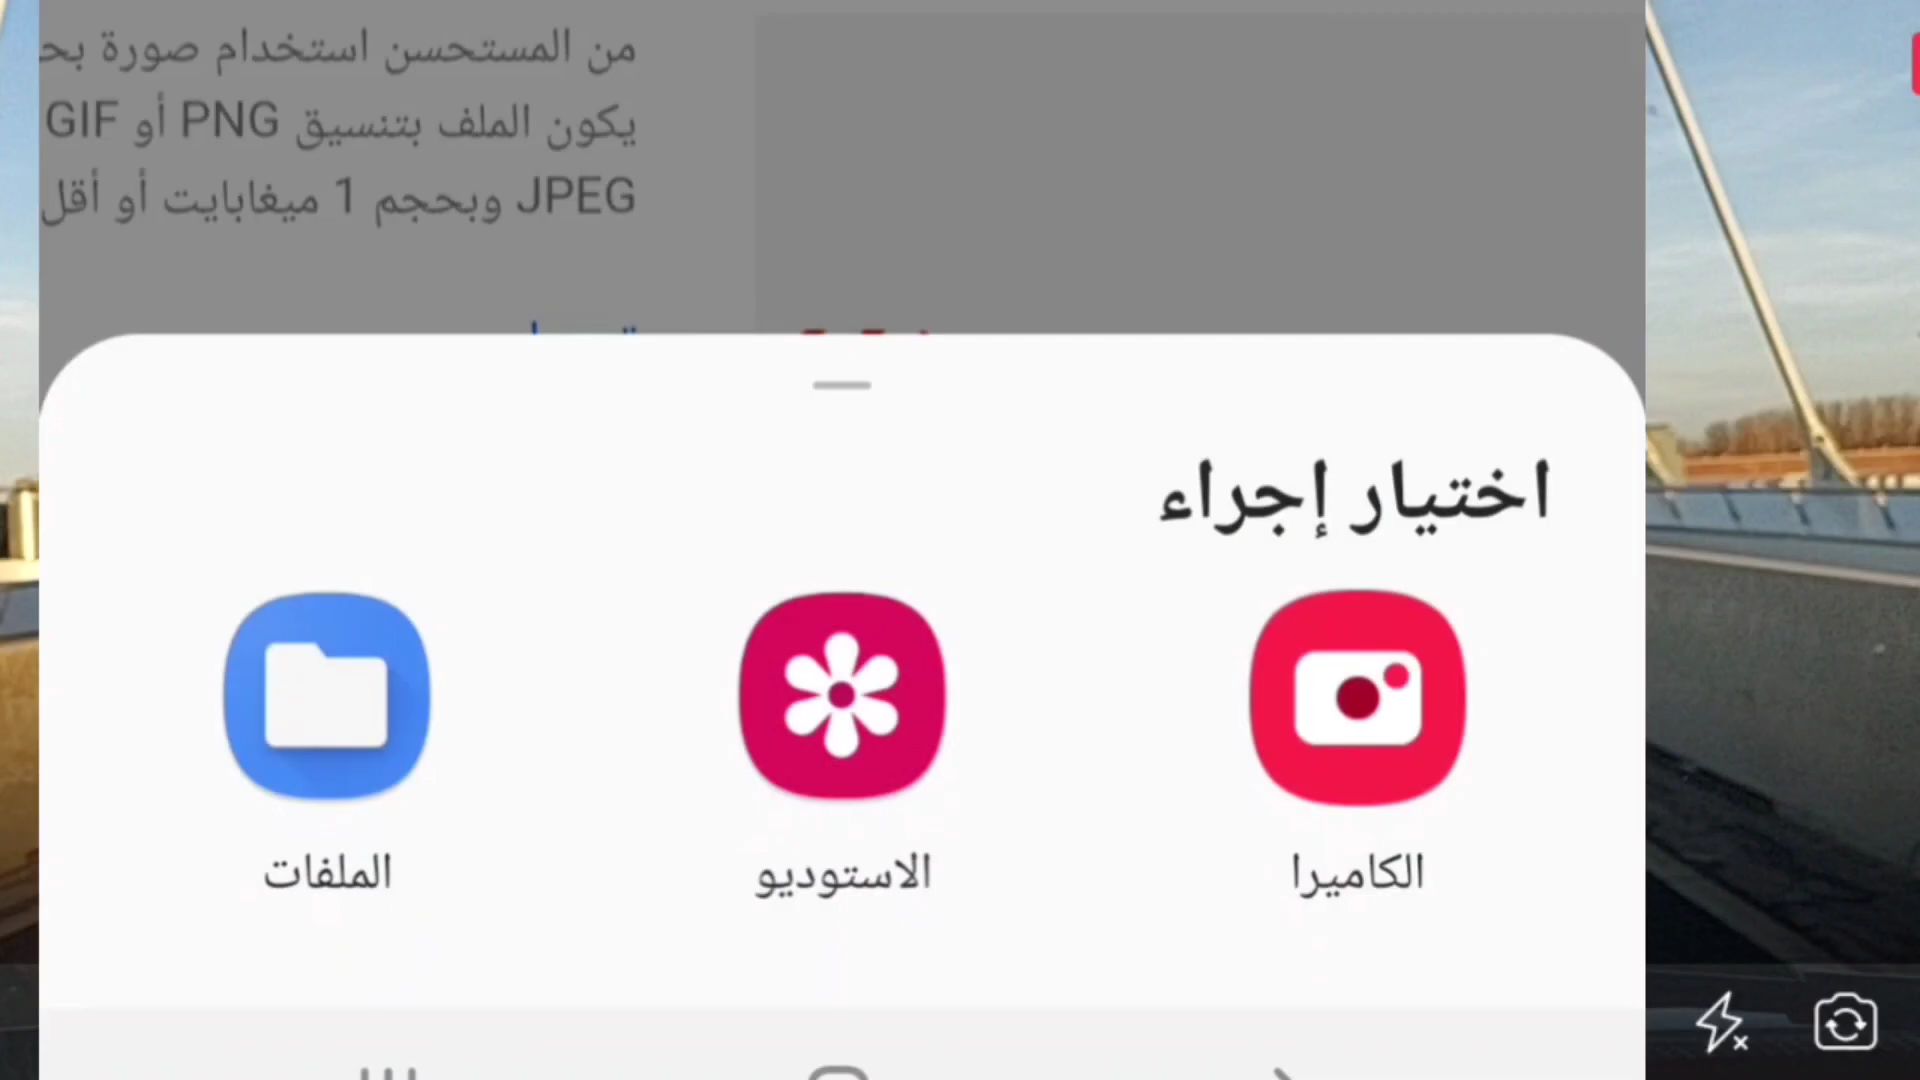 من المستحسن استخدام صورة
يكون الملف بتنسيق PNG أو GIF
JPEG وبحجم 1 ميغابايت أو أقل
اختيار إجراء
الكاميرا
الاستوديو
الملفات